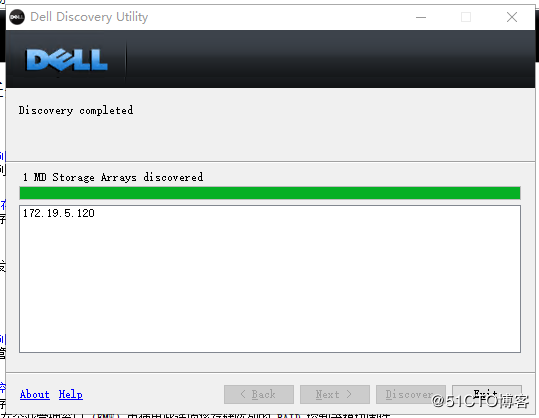 DELL Dell Discovery Utility
DELL
Discovery completed
1 MD Storage Arrays discovered
172.19.5.120
About Help < Back Next > Discover Exit
@51CTO博客